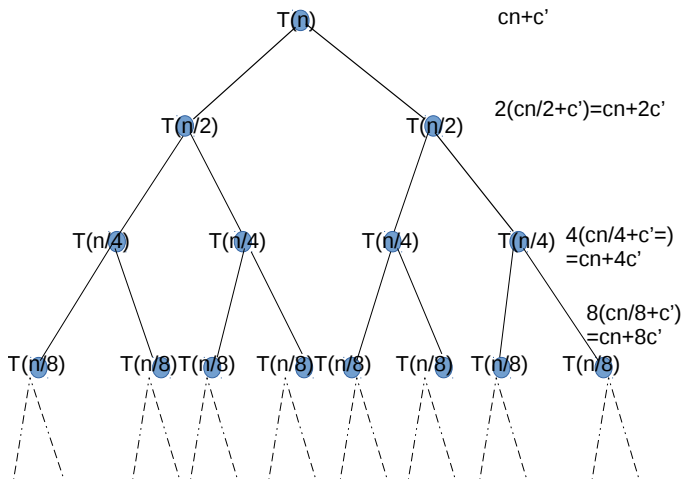 T(n)
cn+c'
T(n/2)
T(n/2)
2(cn/2+c')=cn+2c'
T(n/4)
T(n/4)
T(n/4)
T(n/4)
4(cn/4+c'=)
=cn+4c'
8(cn/8+c')
=cn+8c'
T(n/8)
T(n/8)
T(n/8)
T(n/8)
T(n/8)
T(n/8)
T(n/8)
T(n/8)